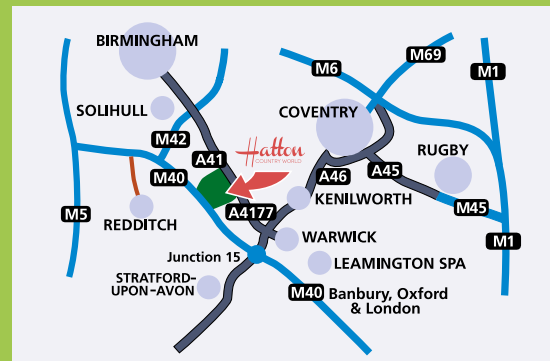 BIRMINGHAM
M69
M6
M1
SOLIHULL
COVENTRY
M42
Hatton
COUNTRY WORLD
A41
RUGBY
M40
A46
A45
KENILWORTH
M5
REDDITCH
A4177
M45
WARWICK
M1
Junction 15
LEAMINGTON SPA
STRATFORD-
UPON-AVON
M40 Banbury, Oxford
& London